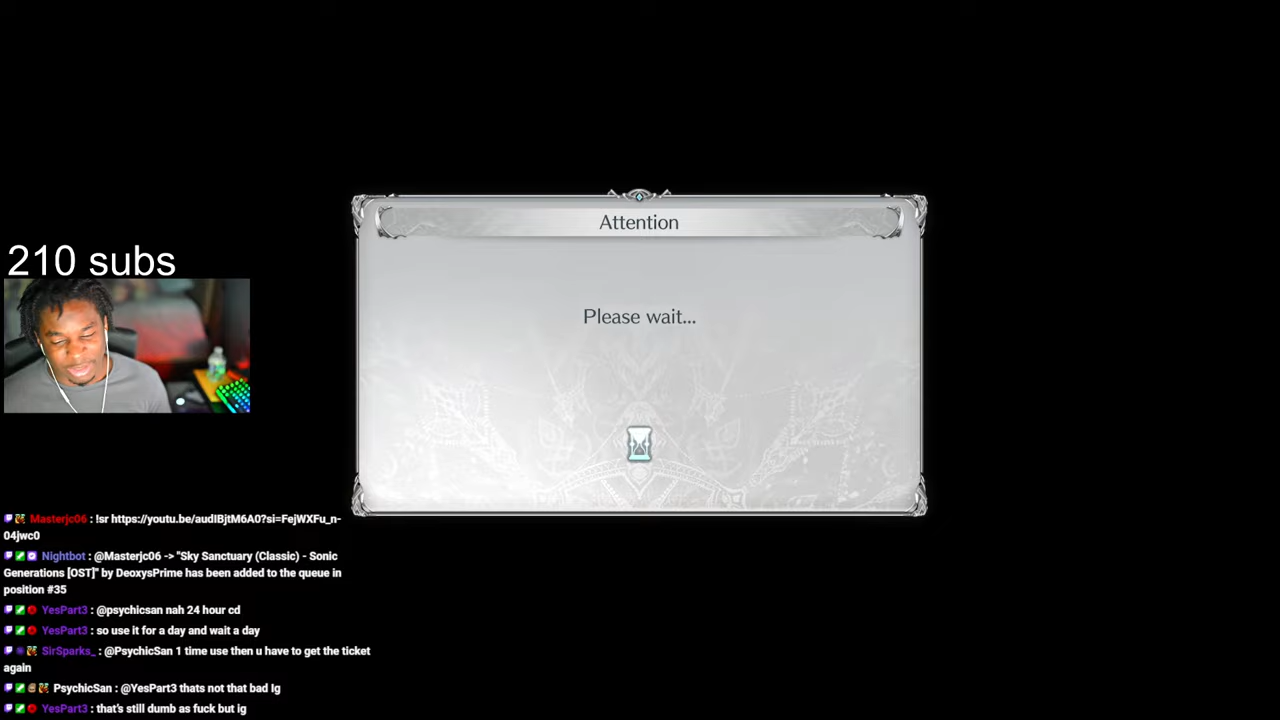 Attention
Please wait...
210 subs
Masterjc06 : !sr https://youtu.be/audIBjtM6A0?si=FejWXFu_n-
04jwc0
Nightbot : @Masterjc06 -> "Sky Sanctuary (Classic) - Sonic
Generations [OST]" by DeoxysPrime has been added to the queue in
position #35
YesPart3 : @psychicsan nah 24 hour cd
YesPart3 : so use it for a day and wait a day
SirSparks_ : @PsychicSan 1 time use then u have to get the ticket
again
PsychicSan : @YesPart3 thats not that bad Ig
YesPart3 : that's still dumb as fuck but ig